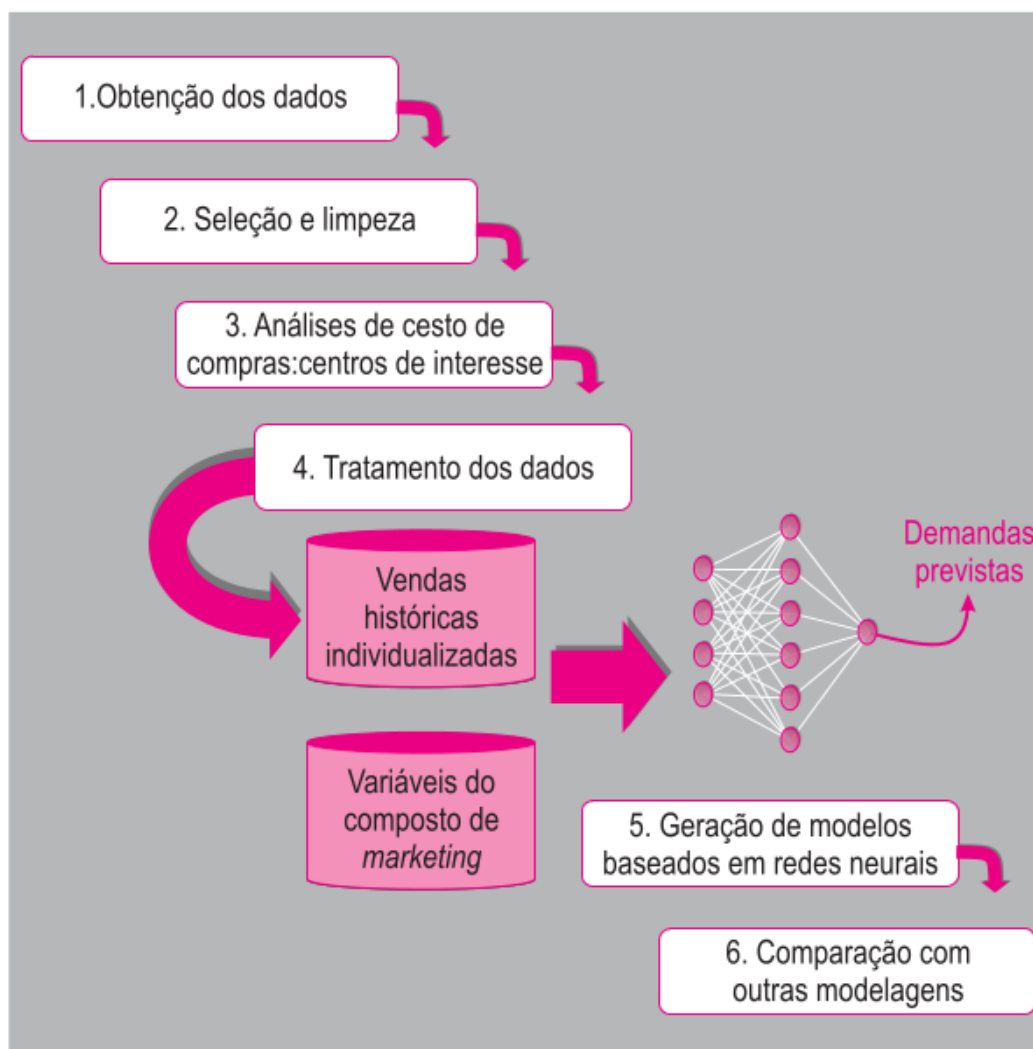 1.Obtenção dos dados
2. Seleção e limpeza
3. Análises de cesto de
compras:centros de interesse
4. Tratamento dos dados
Vendas
históricas
individualizadas
Demandas
previstas
Variáveis do
composto de
marketing
5. Geração de modelos
baseados em redes neurais
6. Comparação com
outras modelagens